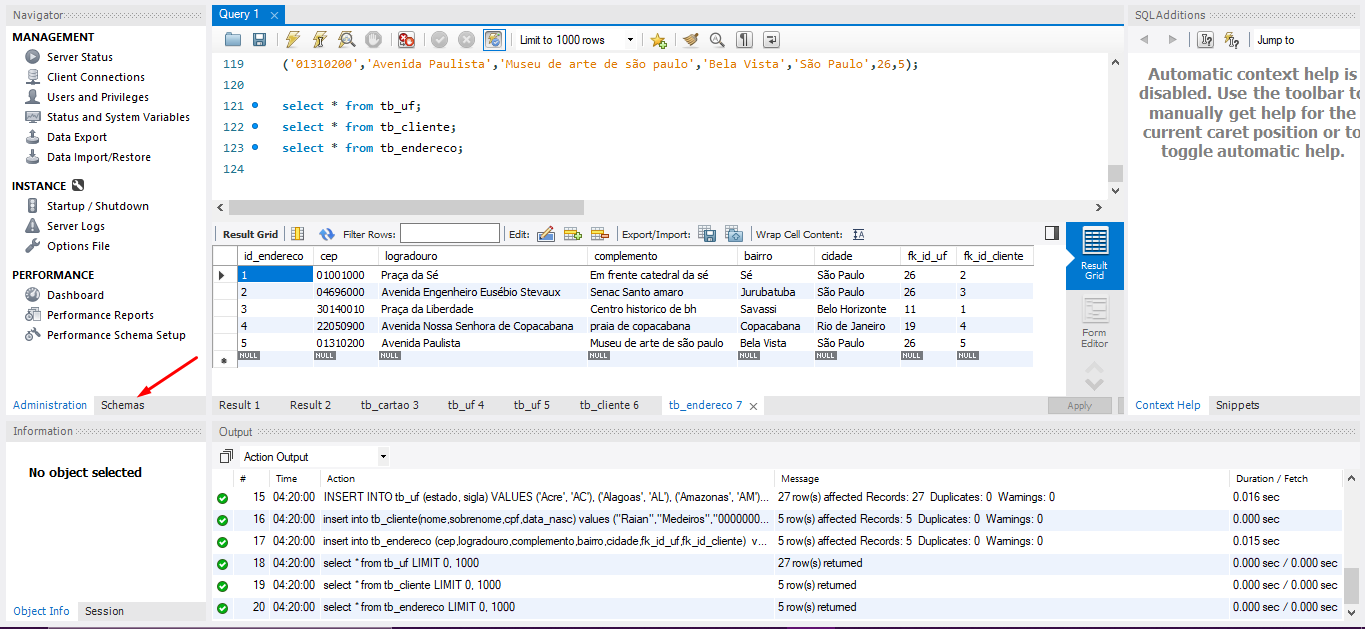 Navigator
MANAGEMENT
Server Status
Client Connections
Users and Privileges
Status and System Variables
Data Export
Data Import/Restore
INSTANCE
Startup / Shutdown
Server Logs
Options File
PERFORMANCE
Dashboard
Performance Reports
Performance Schema Setup
Administration Schemas
Information
No object selected
Object Info Session
Query 1
Limit to 1000 rows
119 ('01310200','Avenida Paulista','Museu de arte de são paulo','Bela Vista','São Paulo',26,5);
120
121 select * from tb_uf;
122 select * from tb_cliente;
123 select * from tb_endereco;
124
Result Grid Filter Rows: Edit: Export/Import: Wrap Cell Content:
id_endereco cep logradouro complemento bairro cidade fk_id_uf fk_id_cliente
1 01001000 Praça da Sé Em frente catedral da sé Sé São Paulo 26 2
2 04696000 Avenida Engenheiro Eusébio Stevaux Senac Santo amaro Jurubatuba São Paulo 26 3
3 30140010 Praça da Liberdade Centro historico de bh Savassi Belo Horizonte 11 1
4 22050900 Avenida Nossa Senhora de Copacabana praia de copacabana Copacabana Rio de Janeiro 19 4
5 01310200 Avenida Paulista Museu de arte de são paulo Bela Vista São Paulo 26 5
NULL NULL NULL NULL NULL NULL NULL NULL
Result Grid
Form Editor
Result 1 Result 2 tb_cartao 3 tb_uf 4 tb_uf 5 tb_cliente 6 tb_endereco 7 Apply
Output
Action Output
# Time Action Message Duration / Fetch
15 04:20:00 INSERT INTO tb_uf (estado, sigla) VALUES ('Acre', 'AC'), ('Alagoas', 'AL'), ('Amazonas', 'AM')... 27 row(s) affected Records: 27 Duplicates: 0 Warnings: 0 0.016 sec
16 04:20:00 insert into tb_cliente(nome,sobrenome,cpf,data_nasc) values ("Raian","Medeiros","0000000... 5 row(s) affected Records: 5 Duplicates: 0 Warnings: 0 0.000 sec
17 04:20:00 insert into tb_endereco (cep,logradouro,complemento,bairro,cidade,fk_id_uf,fk_id_cliente) v... 5 row(s) affected Records: 5 Duplicates: 0 Warnings: 0 0.015 sec
18 04:20:00 select * from tb_uf LIMIT 0, 1000 27 row(s) returned 0.000 sec / 0.000 sec
19 04:20:00 select * from tb_cliente LIMIT 0, 1000 5 row(s) returned 0.000 sec / 0.000 sec
20 04:20:00 select * from tb_endereco LIMIT 0, 1000 5 row(s) returned 0.000 sec / 0.000 sec
SQLAdditions
Jump to
Automatic context help is
disabled. Use the toolbar to
manually get help for the
current caret position or to
toggle automatic help.
Context Help Snippets